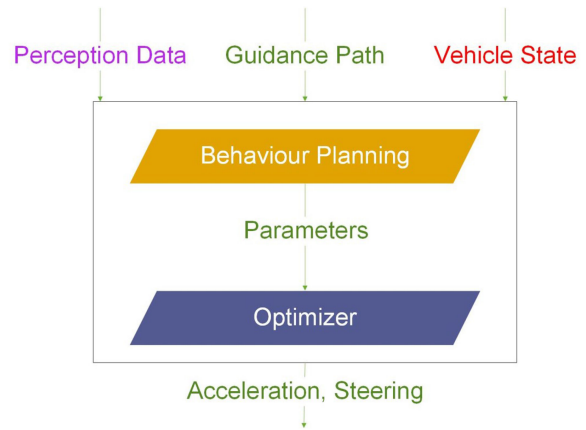 Perception Data
Guidance Path
Vehicle State
Behaviour Planning
Parameters
Optimizer
Acceleration, Steering